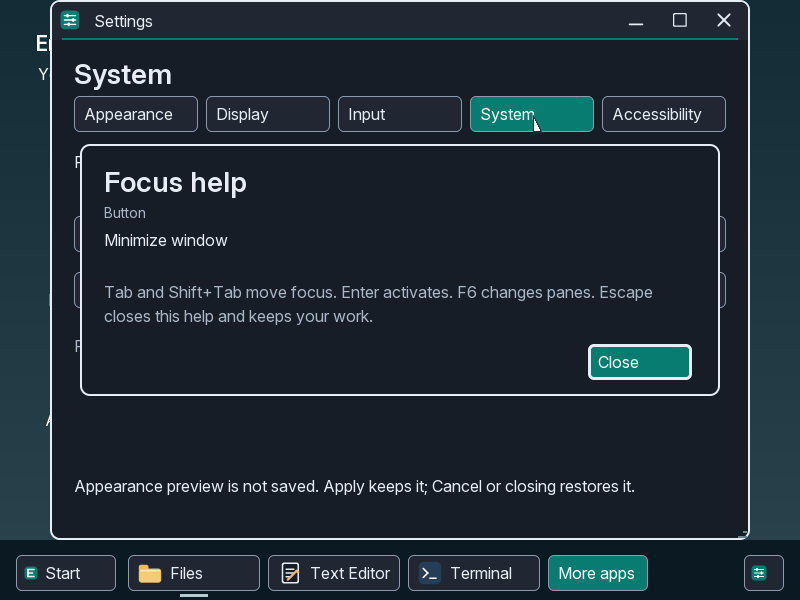 Settings
System
Appearance
Display
Input
System
Accessibility
Focus help
Button
Minimize window
Tab and Shift+Tab move focus. Enter activates. F6 changes panes. Escape
closes this help and keeps your work.
Close
Appearance preview is not saved. Apply keeps it; Cancel or closing restores it.
Start
Files
Text Editor
Terminal
More apps